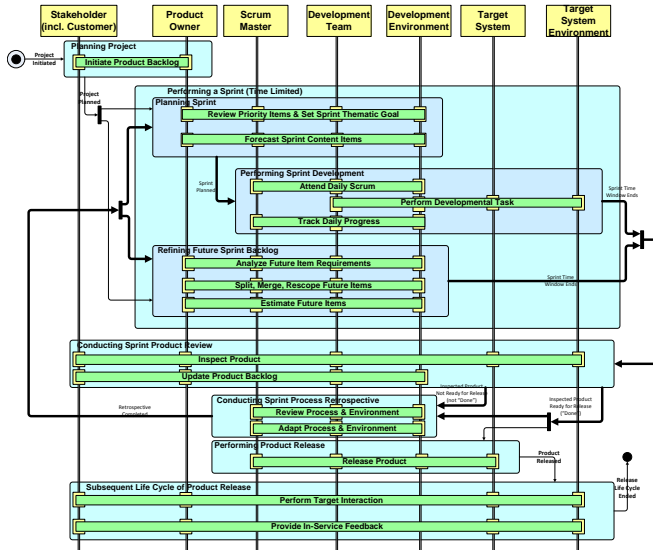 Stakeholder
(incl. Customer)
Product
Owner
Scrum
Master
Development
Team
Development
Environment
Target
System
Target
System
Environment
Planning Project
Project
Initiated
Initiate Product Backlog
Project
Planned
Performing a Sprint (Time Limited)
Planning Sprint
Review Priority Items & Set Sprint Thematic Goal
Forecast Sprint Content Items
Sprint
Planned
Performing Sprint Development
Attend Daily Scrum
Perform Developmental Task
Track Daily Progress
Sprint Time
Window Ends
Refining Future Sprint Backlog
Analyze Future Item Requirements
Split, Merge, Rescope Future Items
Estimate Future Items
Sprint Time
Window Ends
Conducting Sprint Product Review
Inspect Product
Update Product Backlog
Inspected Product
Not Ready for Release
(not "Done")
Inspected Product
Ready for Release
("Done")
Inspected Product
Ready for Release
("Done")
Conducting Sprint Process Retrospective
Review Process & Environment
Adapt Process & Environment
Retrospective
Completed
Performing Product Release
Release Product
Product
Released
Release
Life Cycle
Ended
Subsequent Life Cycle of Product Release
Perform Target Interaction
Provide In-Service Feedback